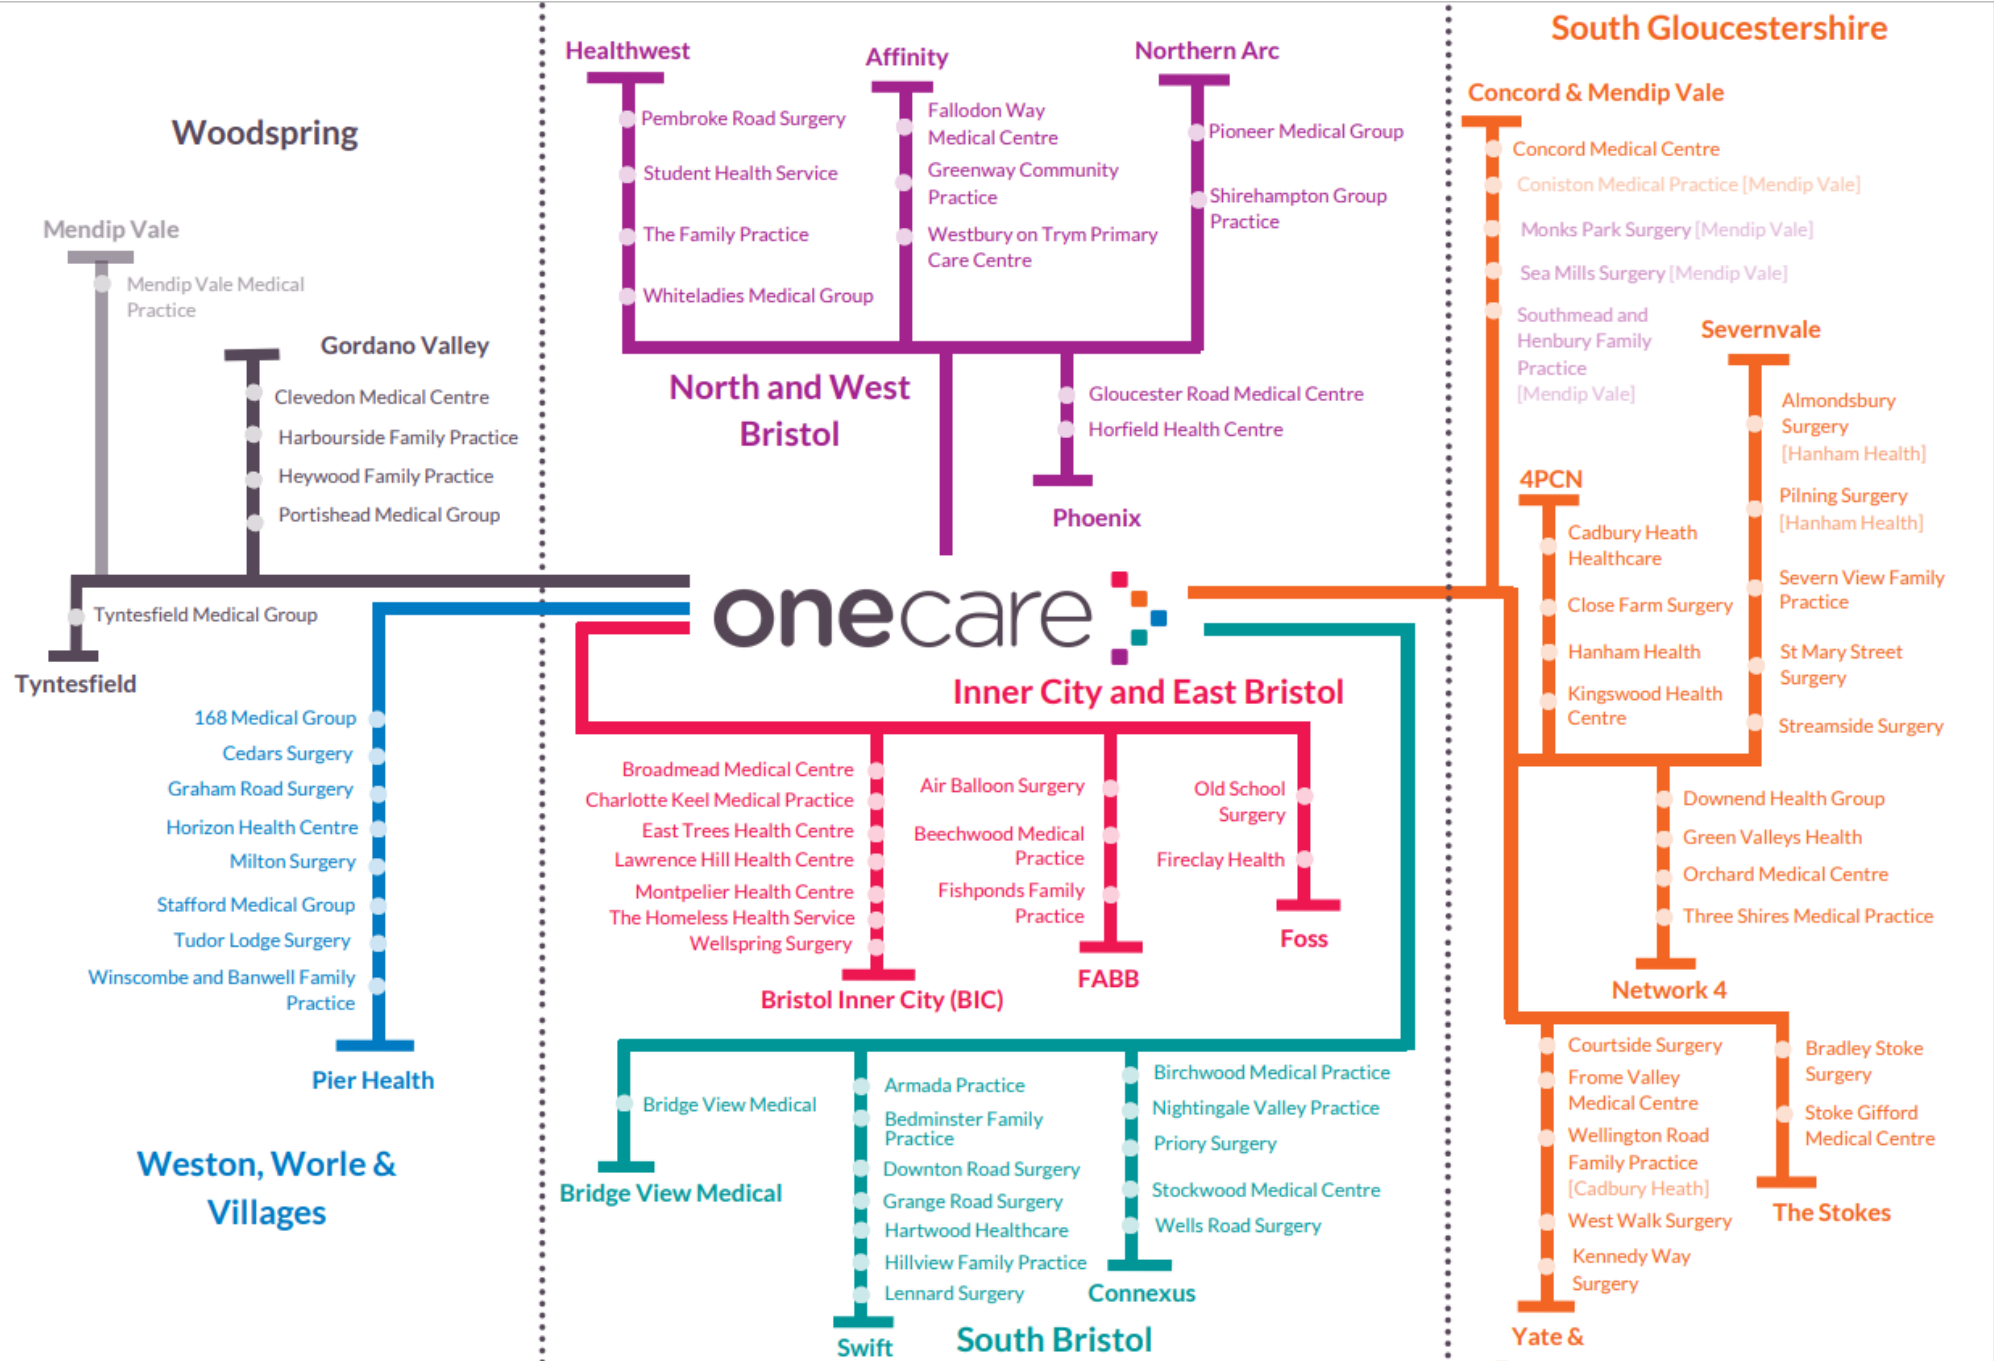 Woodspring
Mendip Vale
Mendip Vale Medical
Practice
Gordano Valley
Clevedon Medical Centre
Harbourside Family Practice
Heywood Family Practice
Portishead Medical Group
Tyntesfield Medical Group
Tyntesfield
168 Medical Group
Cedars Surgery
Graham Road Surgery
Horizon Health Centre
Milton Surgery
Stafford Medical Group
Tudor Lodge Surgery
Winscombe and Banwell Family
Practice
Pier Health
Weston, Worle &
Villages
Healthwest
Pembroke Road Surgery
Student Health Service
The Family Practice
Whiteladies Medical Group
Affinity
Fallodon Way
Medical Centre
Greenway Community
Practice
Westbury on Trym Primary
Care Centre
Northern Arc
Pioneer Medical Group
Shirehampton Group
Practice
North and West
Bristol
Gloucester Road Medical Centre
Horfield Health Centre
Phoenix
onecare
Inner City and East Bristol
Broadmead Medical Centre
Charlotte Keel Medical Practice
East Trees Health Centre
Lawrence Hill Health Centre
Montpelier Health Centre
The Homeless Health Service
Wellspring Surgery
Bristol Inner City (BIC)
Air Balloon Surgery
Beechwood Medical
Practice
Fishponds Family
Practice
FABB
Old School
Surgery
Fireclay Health
Foss
Bridge View Medical
Bridge View Medical
Armada Practice
Bedminster Family
Practice
Downton Road Surgery
Grange Road Surgery
Hartwood Healthcare
Hillview Family Practice
Lennard Surgery
Swift
Birchwood Medical Practice
Nightingale Valley Practice
Priory Surgery
Stockwood Medical Centre
Wells Road Surgery
Connexus
South Bristol
South Gloucestershire
Concord & Mendip Vale
Concord Medical Centre
Coniston Medical Practice [Mendip Vale]
Monks Park Surgery [Mendip Vale]
Sea Mills Surgery [Mendip Vale]
Southmead and
Henbury Family
Practice
[Mendip Vale]
Severnvale
Almondsbury
Surgery
[Hanham Health]
Pilning Surgery
[Hanham Health]
Severn View Family
Practice
St Mary Street
Surgery
Streamside Surgery
4PCN
Cadbury Heath
Healthcare
Close Farm Surgery
Hanham Health
Kingswood Health
Centre
Downend Health Group
Green Valleys Health
Orchard Medical Centre
Three Shires Medical Practice
Network 4
Courtside Surgery
Frome Valley
Medical Centre
Wellington Road
Family Practice
[Cadbury Heath]
West Walk Surgery
Kennedy Way
Surgery
Yate &
Bradley Stoke
Surgery
Stoke Gifford
Medical Centre
The Stokes